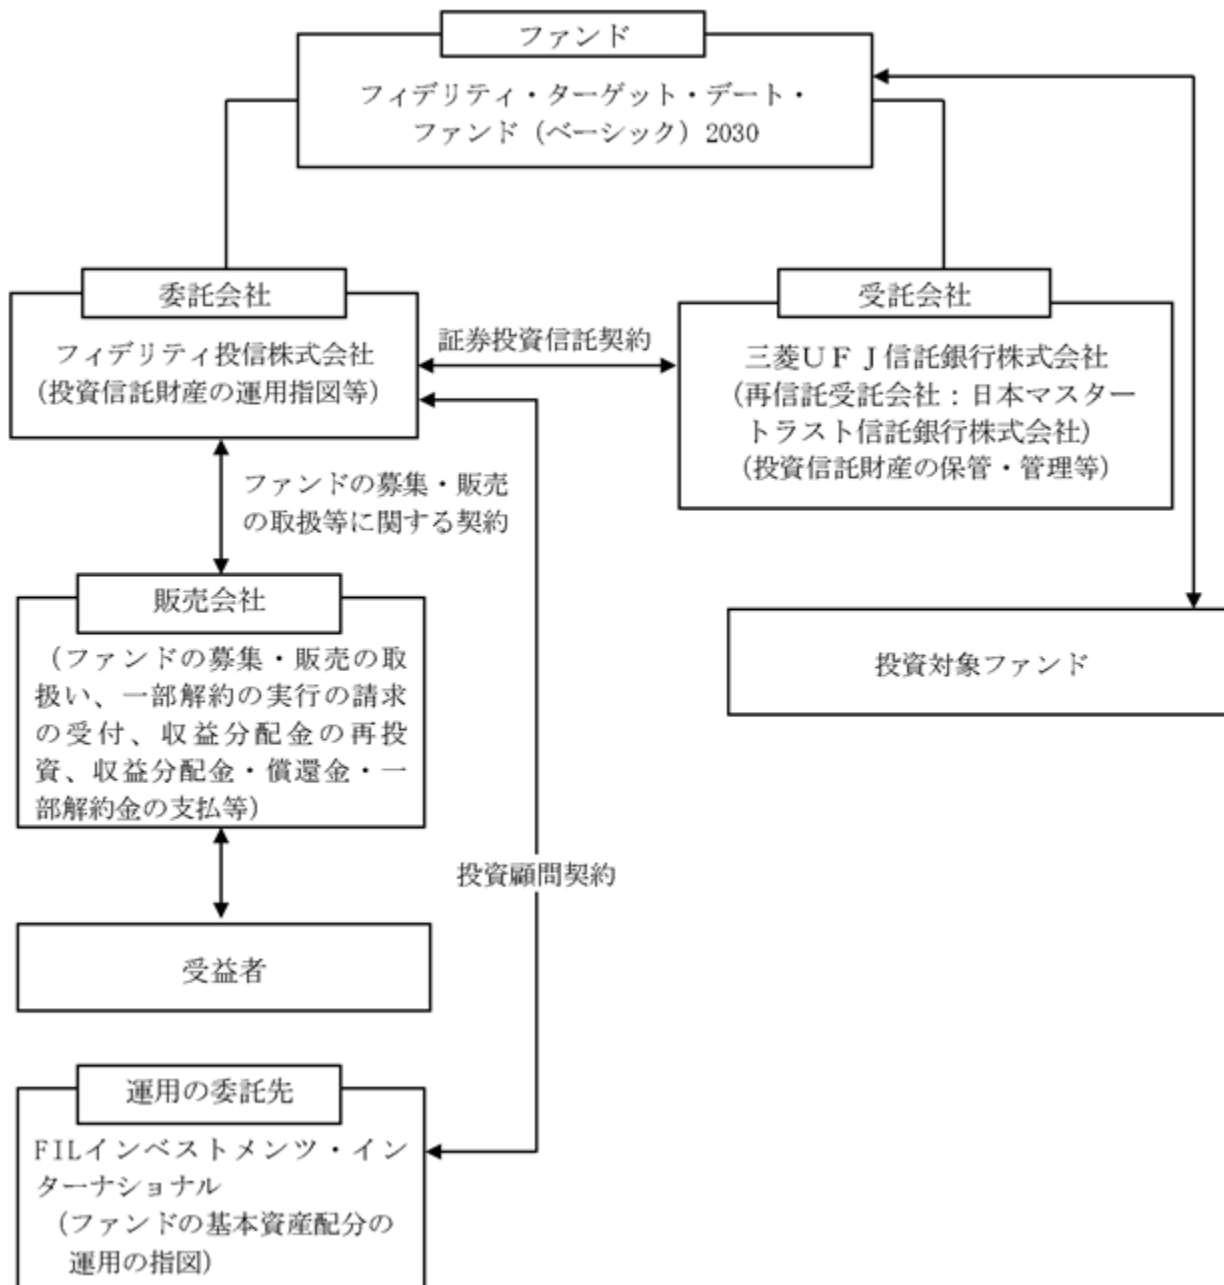 ファンド
フィデリティ・ターゲット・デート・
ファンド（ベーシック）2030
委託会社
フィデリティ投信株式会社
（投資信託財産の運用指図等）
証券投資信託契約
受託会社
三菱ＵＦＪ信託銀行株式会社
（再信託受託会社：日本マスター
トラスト信託銀行株式会社）
（投資信託財産の保管・管理等）
ファンドの募集・販売
の取扱等に関する契約
販売会社
（ファンドの募集・販売の取
扱い、一部解約の実行の請求
の受付、収益分配金の再投
資、収益分配金・償還金・一
部解約金の支払等）
投資対象ファンド
投資顧問契約
受益者
運用の委託先
FILインベストメンツ・イン
ターナショナル
（ファンドの基本資産配分の
運用の指図）